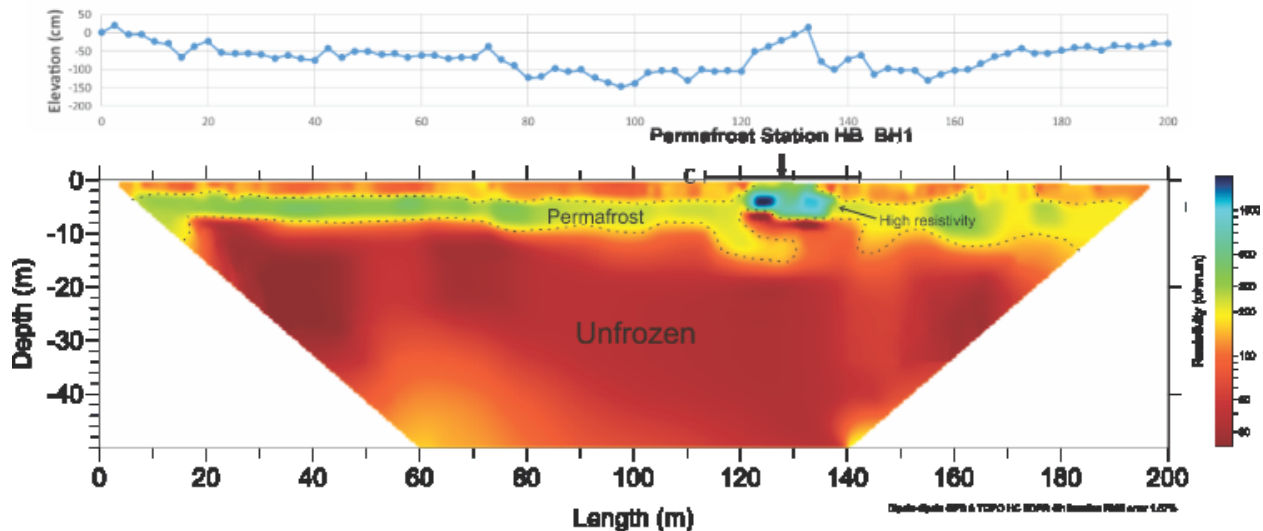 Elevation (cm)
50
0
-50
-100
-150
-200
0 20 40 60 80 100 120 140 160 180 200
Permafrost Station HB_BH1
C
Depth (m)
0
-10
-20
-30
-40
Permafrost
High resistivity
Unfrozen
0 20 40 60 80 100 120 140 160 180 200
Length (m)
Resistivity (ohm.m)
100